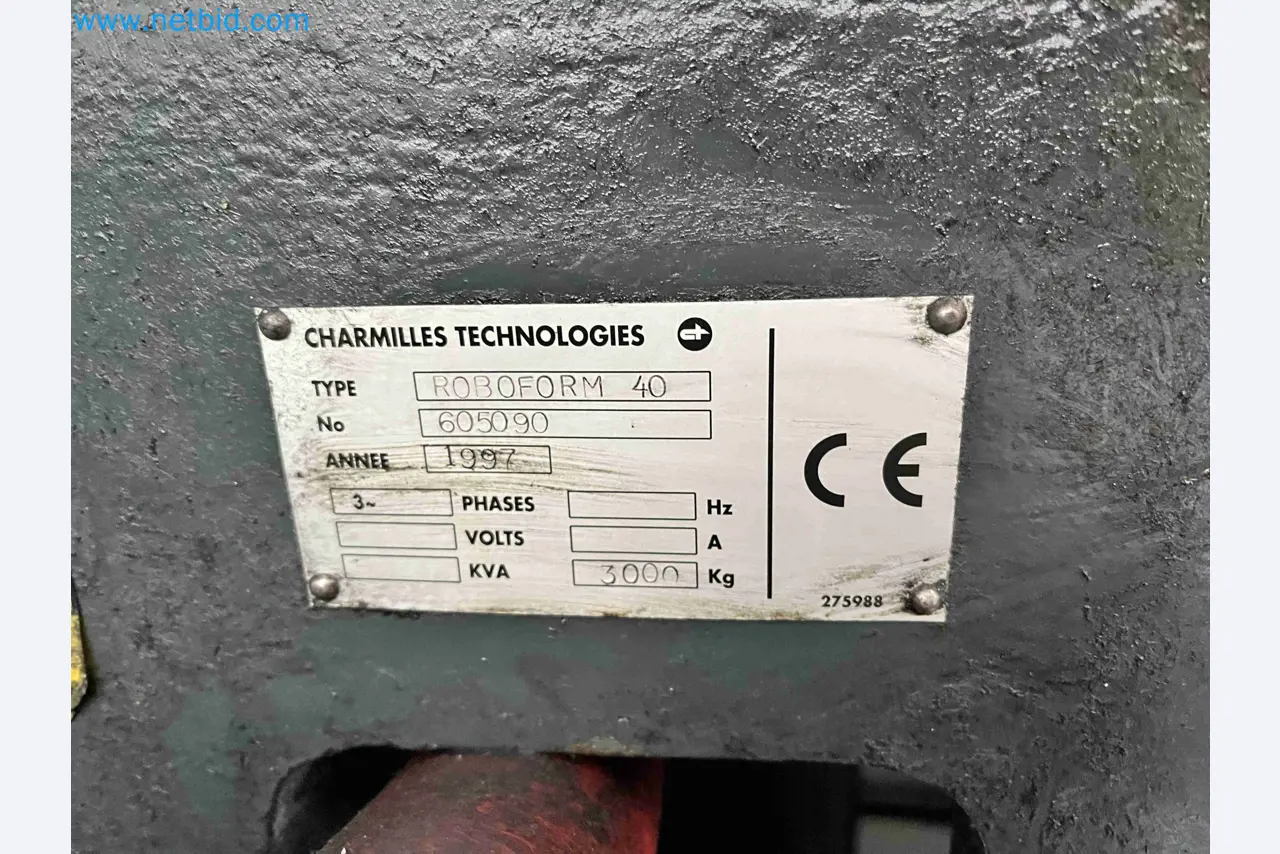 www.netbid.com
CHARMILLES TECHNOLOGIES
TYPE ROBOFORM 40
No 605090
ANNEE 1997
3~ PHASES Hz
VOLTS A
KVA 3000 Kg
CE
275988